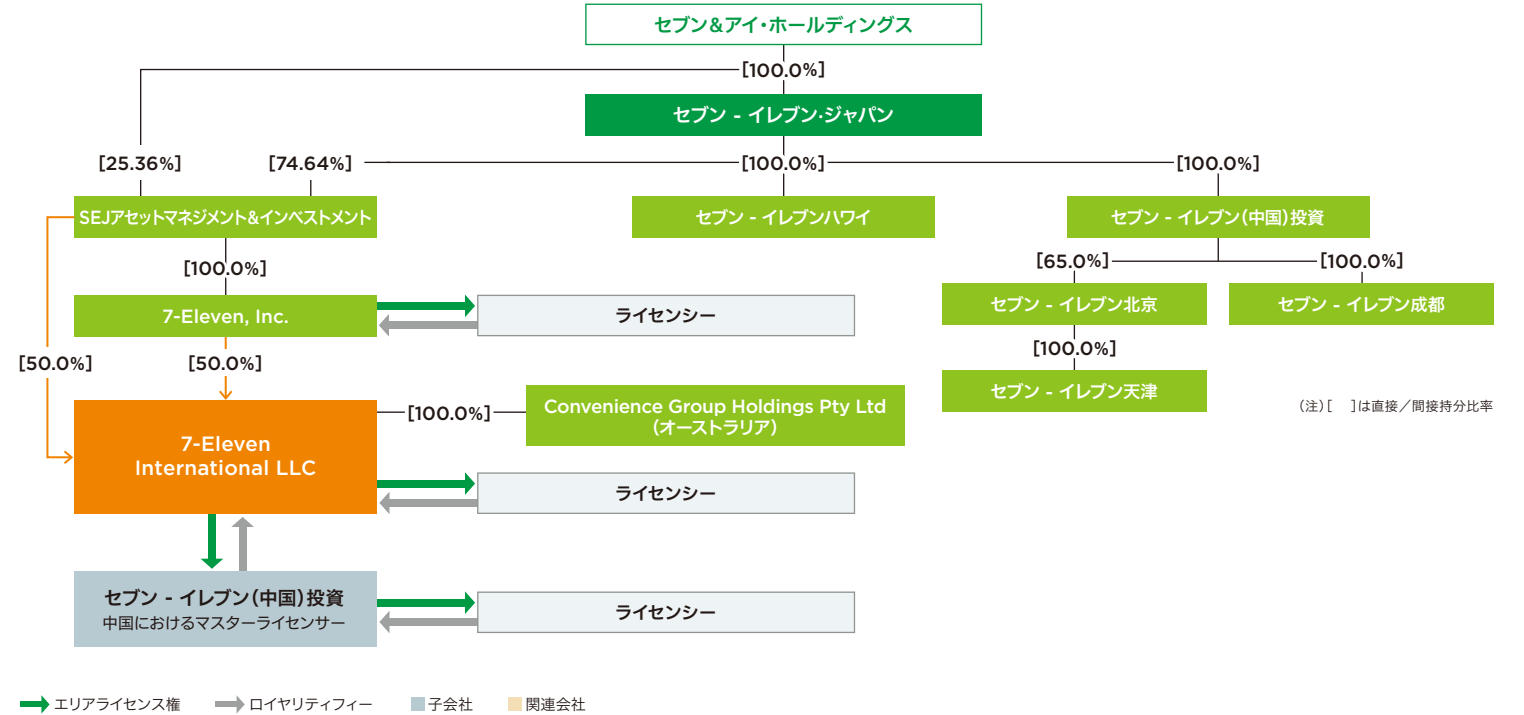 セブン&アイ・ホールディングス
[100.0%]
セブン - イレブン・ジャパン
[25.36%]
[74.64%]
[100.0%]
[100.0%]
SEJアセットマネジメント&インベストメント
セブン - イレブンハワイ
セブン - イレブン(中国)投資
[100.0%]
[65.0%]
[100.0%]
7-Eleven, Inc.
ライセンシー
セブン - イレブン北京
セブン - イレブン成都
[50.0%]
[50.0%]
[100.0%]
セブン - イレブン天津
[100.0%]
Convenience Group Holdings Pty Ltd
(オーストラリア)
(注)[ ]は直接/間接持分比率
7-Eleven
International LLC
ライセンシー
セブン - イレブン(中国)投資
中国におけるマスターライセンサー
ライセンシー
エリアライセンス権 ロイヤリティフィー 子会社 関連会社